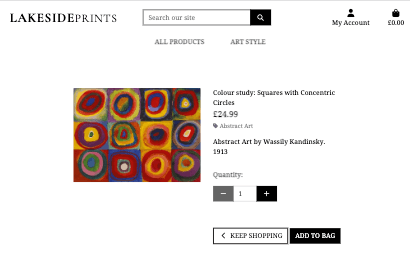 LAKESIDEPRINTS
Search our site
My Account
£0.00
ALL PRODUCTS
ART STYLE
Colour study: Squares with Concentric
Circles
£24.99
Abstract Art
Abstract Art by Wassily Kandinsky.
1913
Quantity:
− 1 +
KEEP SHOPPING
ADD TO BAG